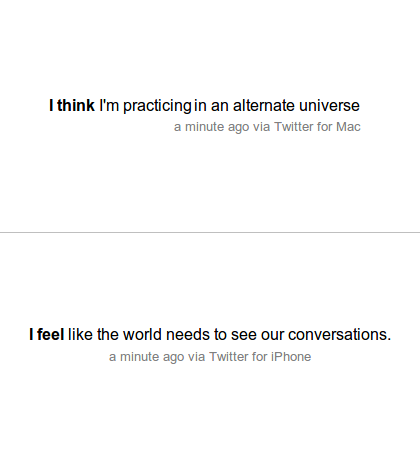 I think I'm practicing in an alternate universe
a minute ago via Twitter for Mac
I feel like the world needs to see our conversations.
a minute ago via Twitter for iPhone